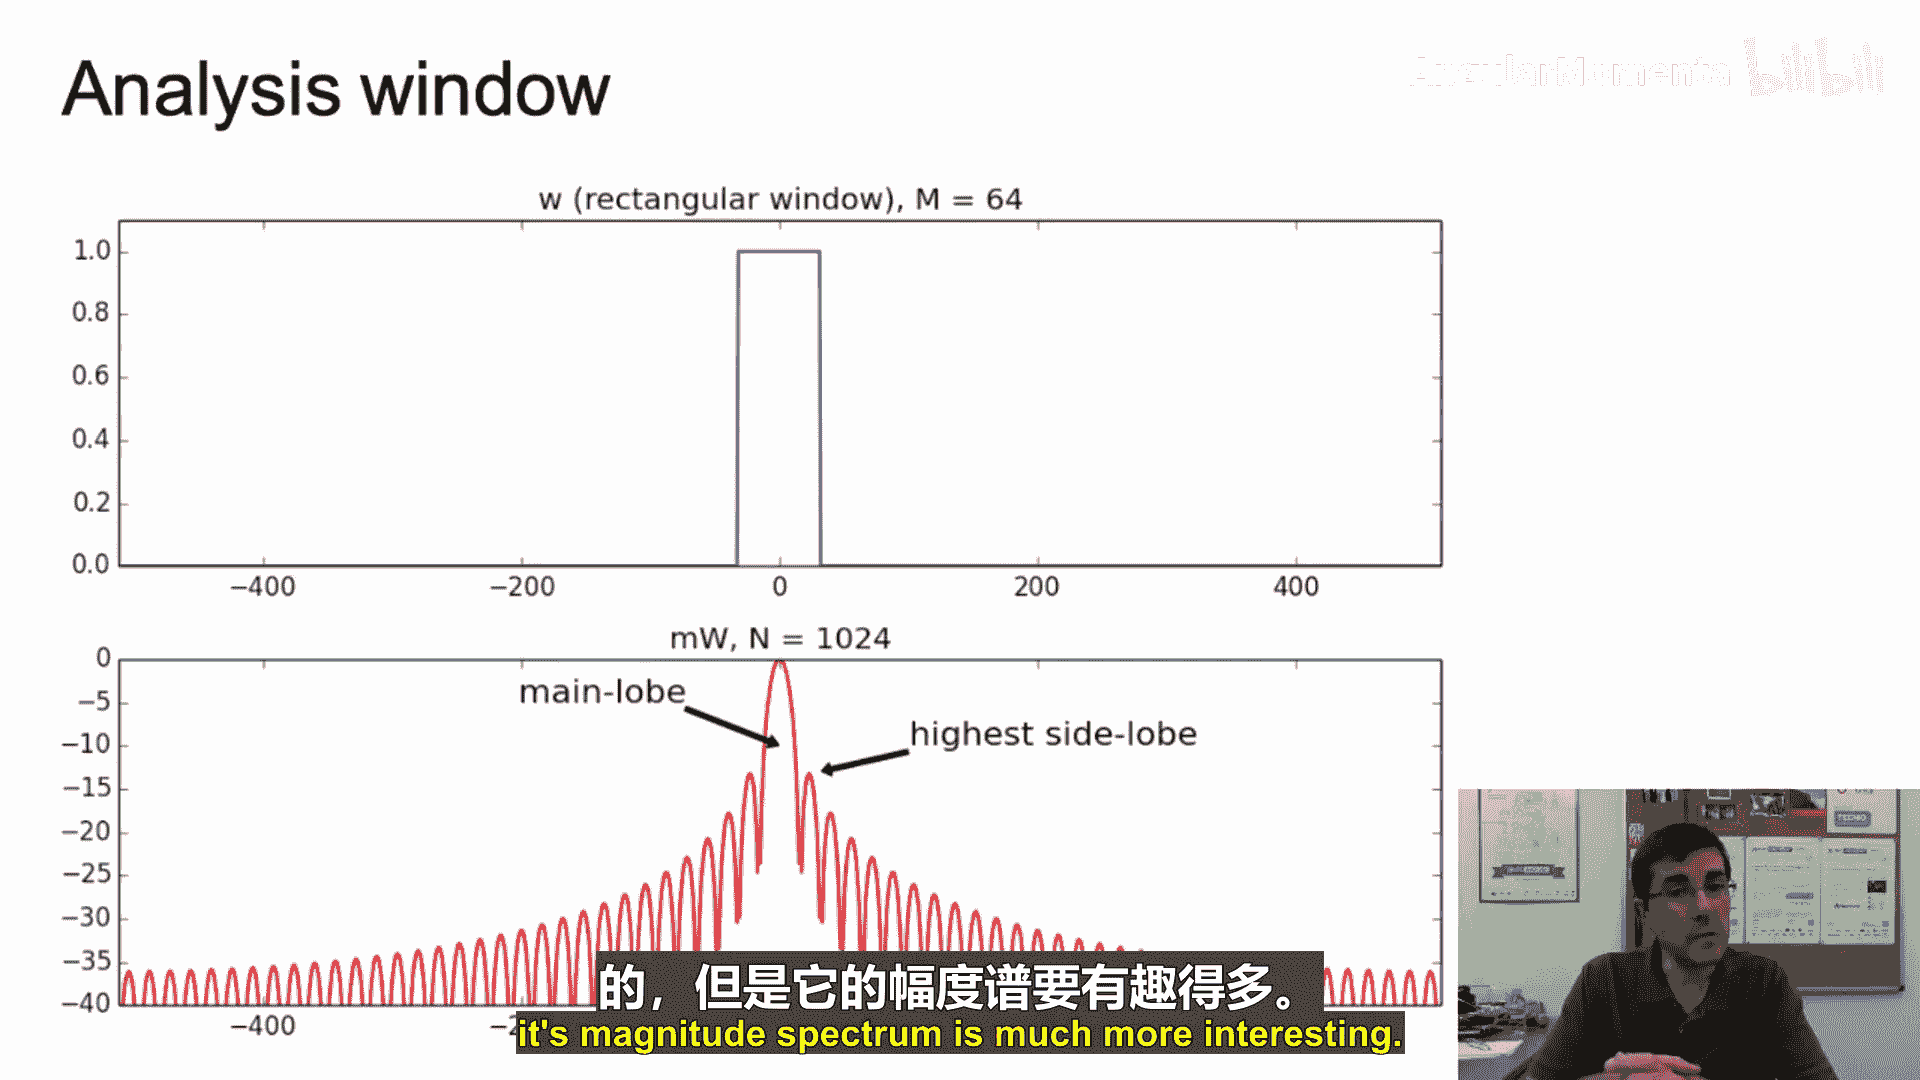 Analysis window
bilibili
w (rectangular window), M = 64
1.0
0.8
0.6
0.4
0.2
0.0
−400 −200 0 200 400
mW, N = 1024
main-lobe
highest side-lobe
0
−5
−10
−15
−20
−25
−30
−35
−40
−400
的，但是它的幅度谱要有趣得多。
it's magnitude spectrum is much more interesting.